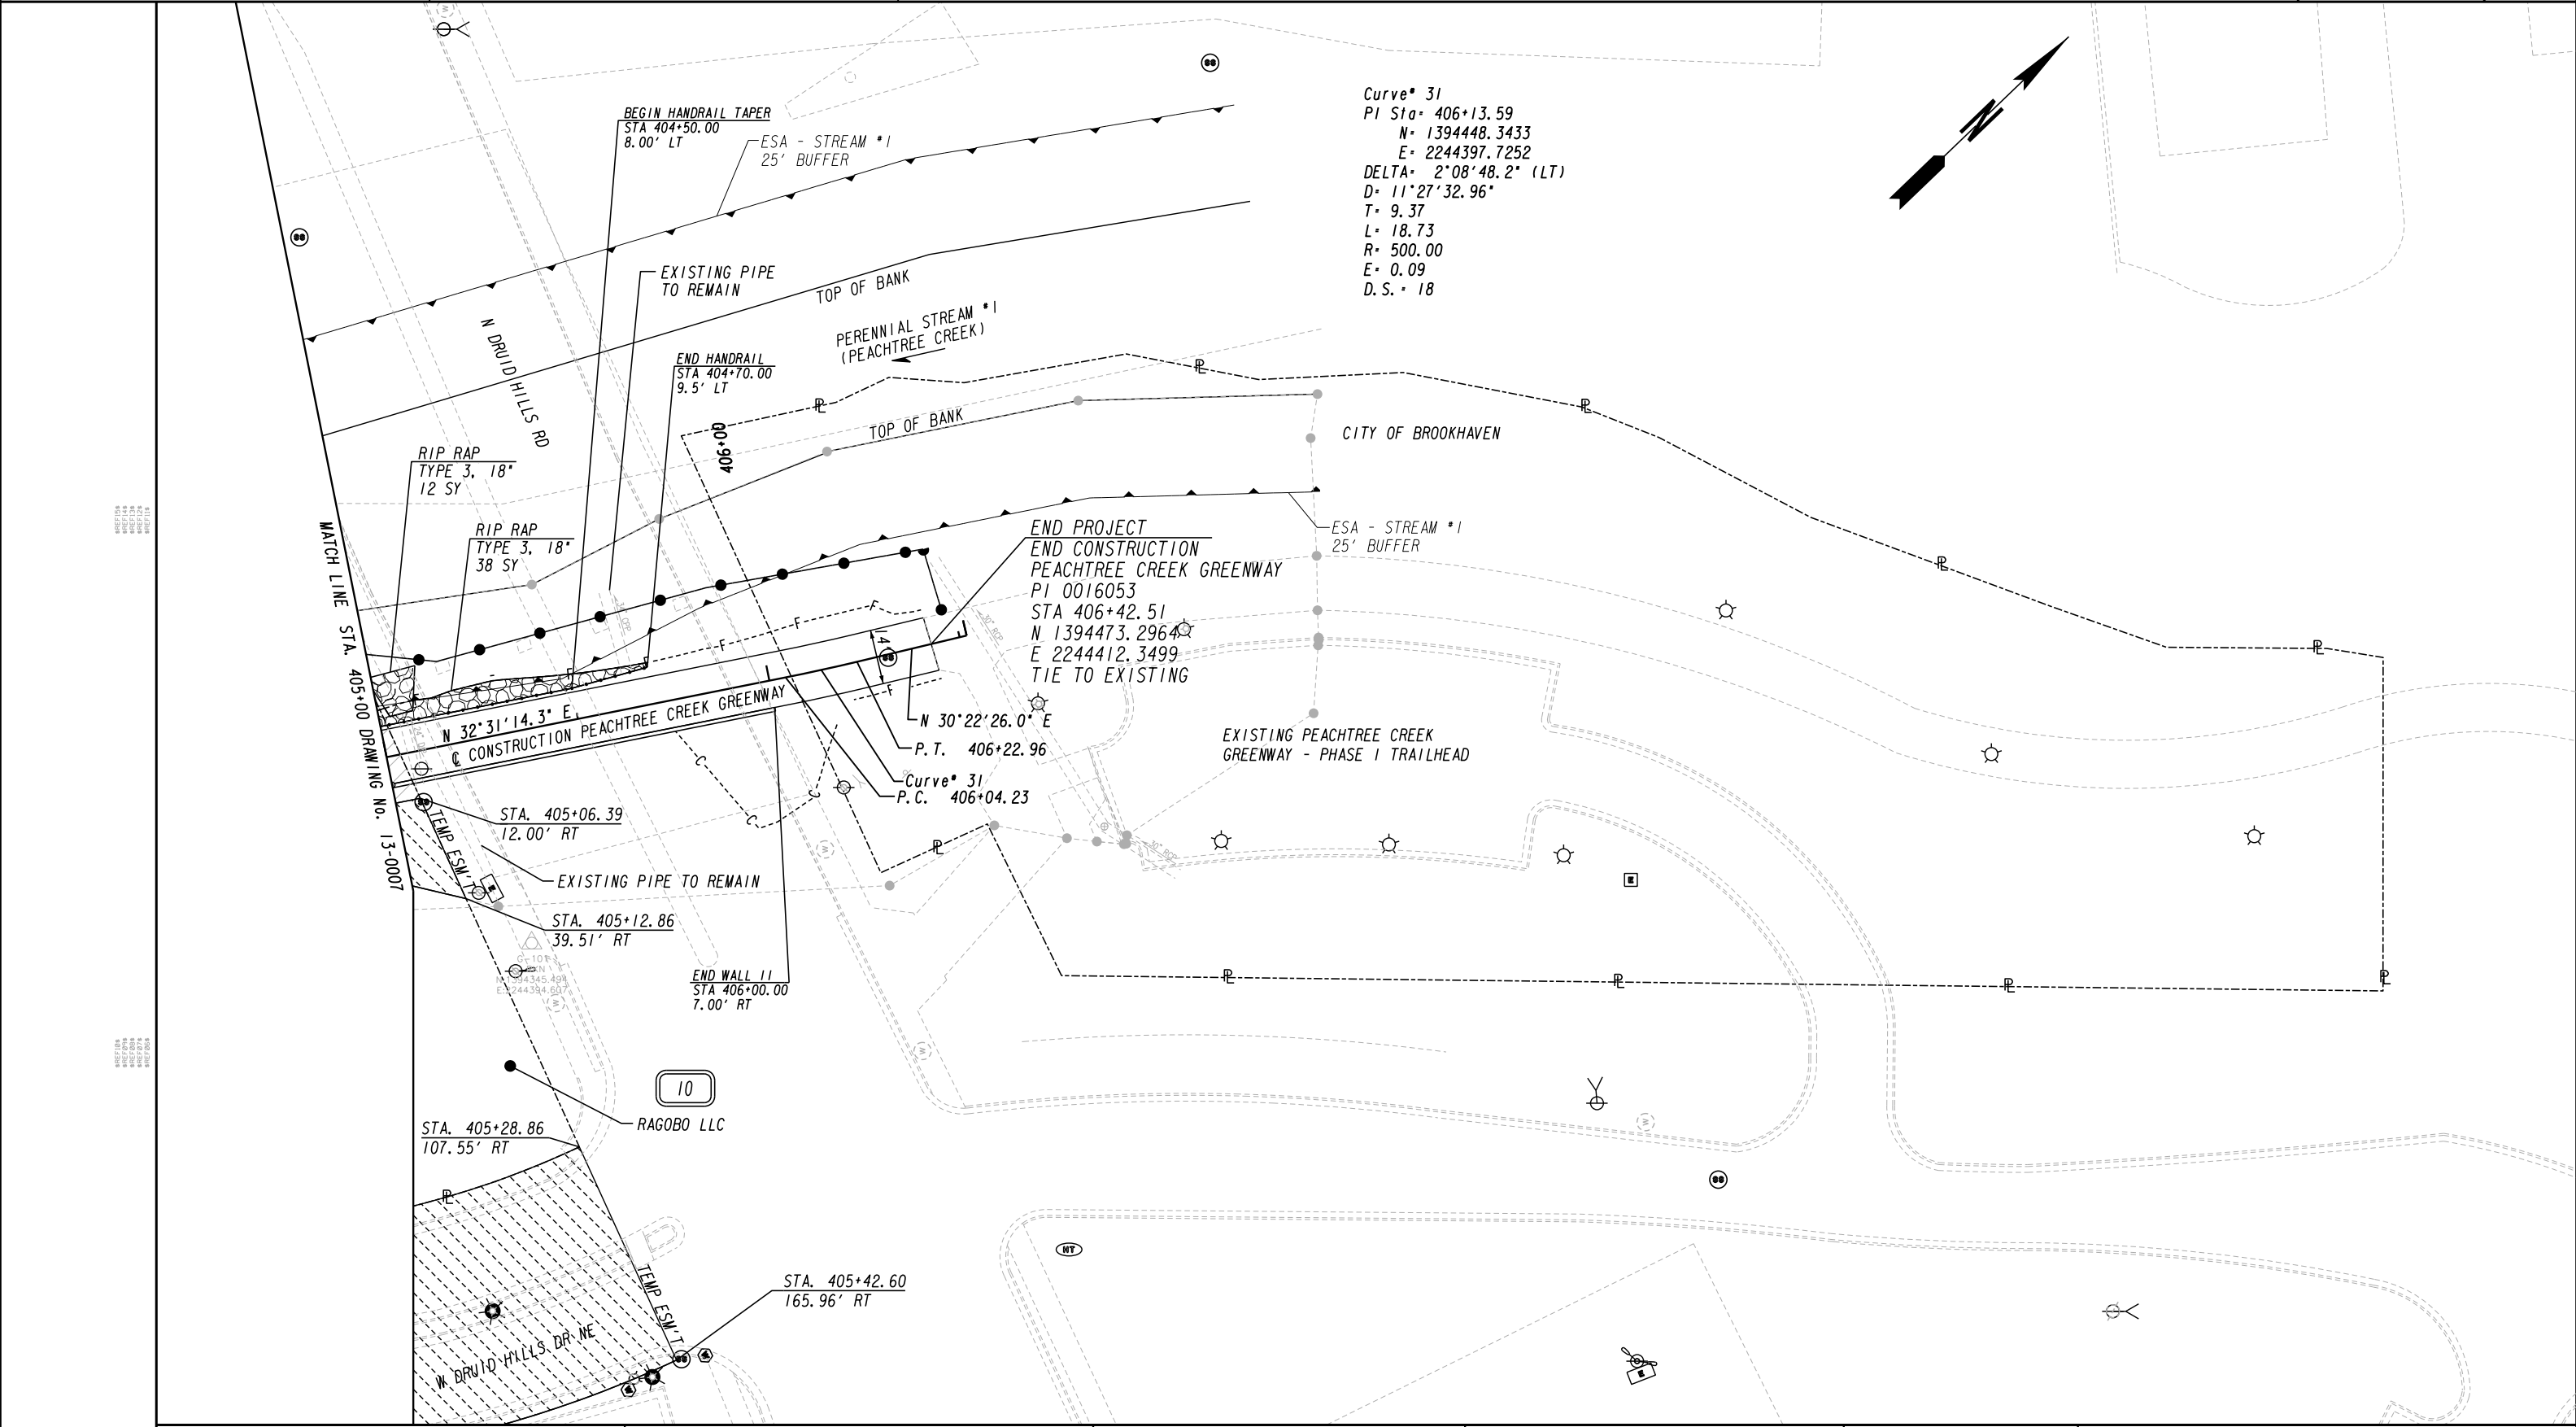 BEGIN HANDRAIL TAPER
STA 404+50.00
8.00' LT
ESA - STREAM #1
25' BUFFER
Curve# 31
PI Sta= 406+13.59
N= 1394448.3433
E= 2244397.7252
DELTA= 2°08'48.2" (LT)
D= 11°27'32.96"
T= 9.37
L= 18.73
R= 500.00
E= 0.09
D.S.= 18
N
EXISTING PIPE
TO REMAIN
TOP OF BANK
PERENNIAL STREAM #1
(PEACHTREE CREEK)
N DRUID HILLS RD
END HANDRAIL
STA 404+70.00
9.5' LT
406+00
TOP OF BANK
CITY OF BROOKHAVEN
RIP RAP
TYPE 3, 18"
12 SY
RIP RAP
TYPE 3, 18"
38 SY
ESA - STREAM #1
25' BUFFER
END PROJECT
END CONSTRUCTION
PEACHTREE CREEK GREENWAY
PI 0016053
STA 406+42.51
N 1394473.2964
E 2244412.3499
TIE TO EXISTING
MATCH LINE STA. 405+00 DRAWING No. 13-0007
14'
30" RCP
N 32°31'14.3" E
℄ CONSTRUCTION PEACHTREE CREEK GREENWAY
N 30°22'26.0" E
P.T. 406+22.96
Curve# 31
P.C. 406+04.23
EXISTING PEACHTREE CREEK
GREENWAY - PHASE I TRAILHEAD
STA. 405+06.39
12.00' RT
TEMP ESM'T
EXISTING PIPE TO REMAIN
30" RCP
STA. 405+12.86
39.51' RT
END WALL 11
STA 406+00.00
7.00' RT
10
RAGOBO LLC
STA. 405+28.86
107.55' RT
TEMP ESM'T
STA. 405+42.60
165.96' RT
W DRUID HILLS DR NE
HT